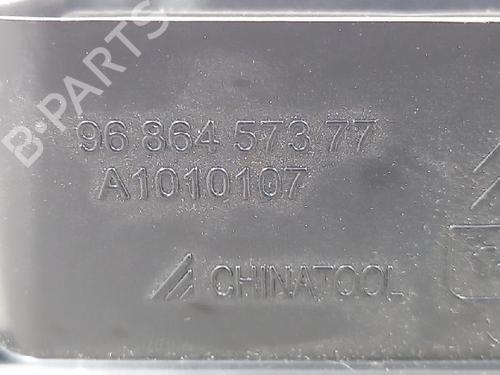 B-PARTS
96 864 573 77
A1010107
CHINATOOL